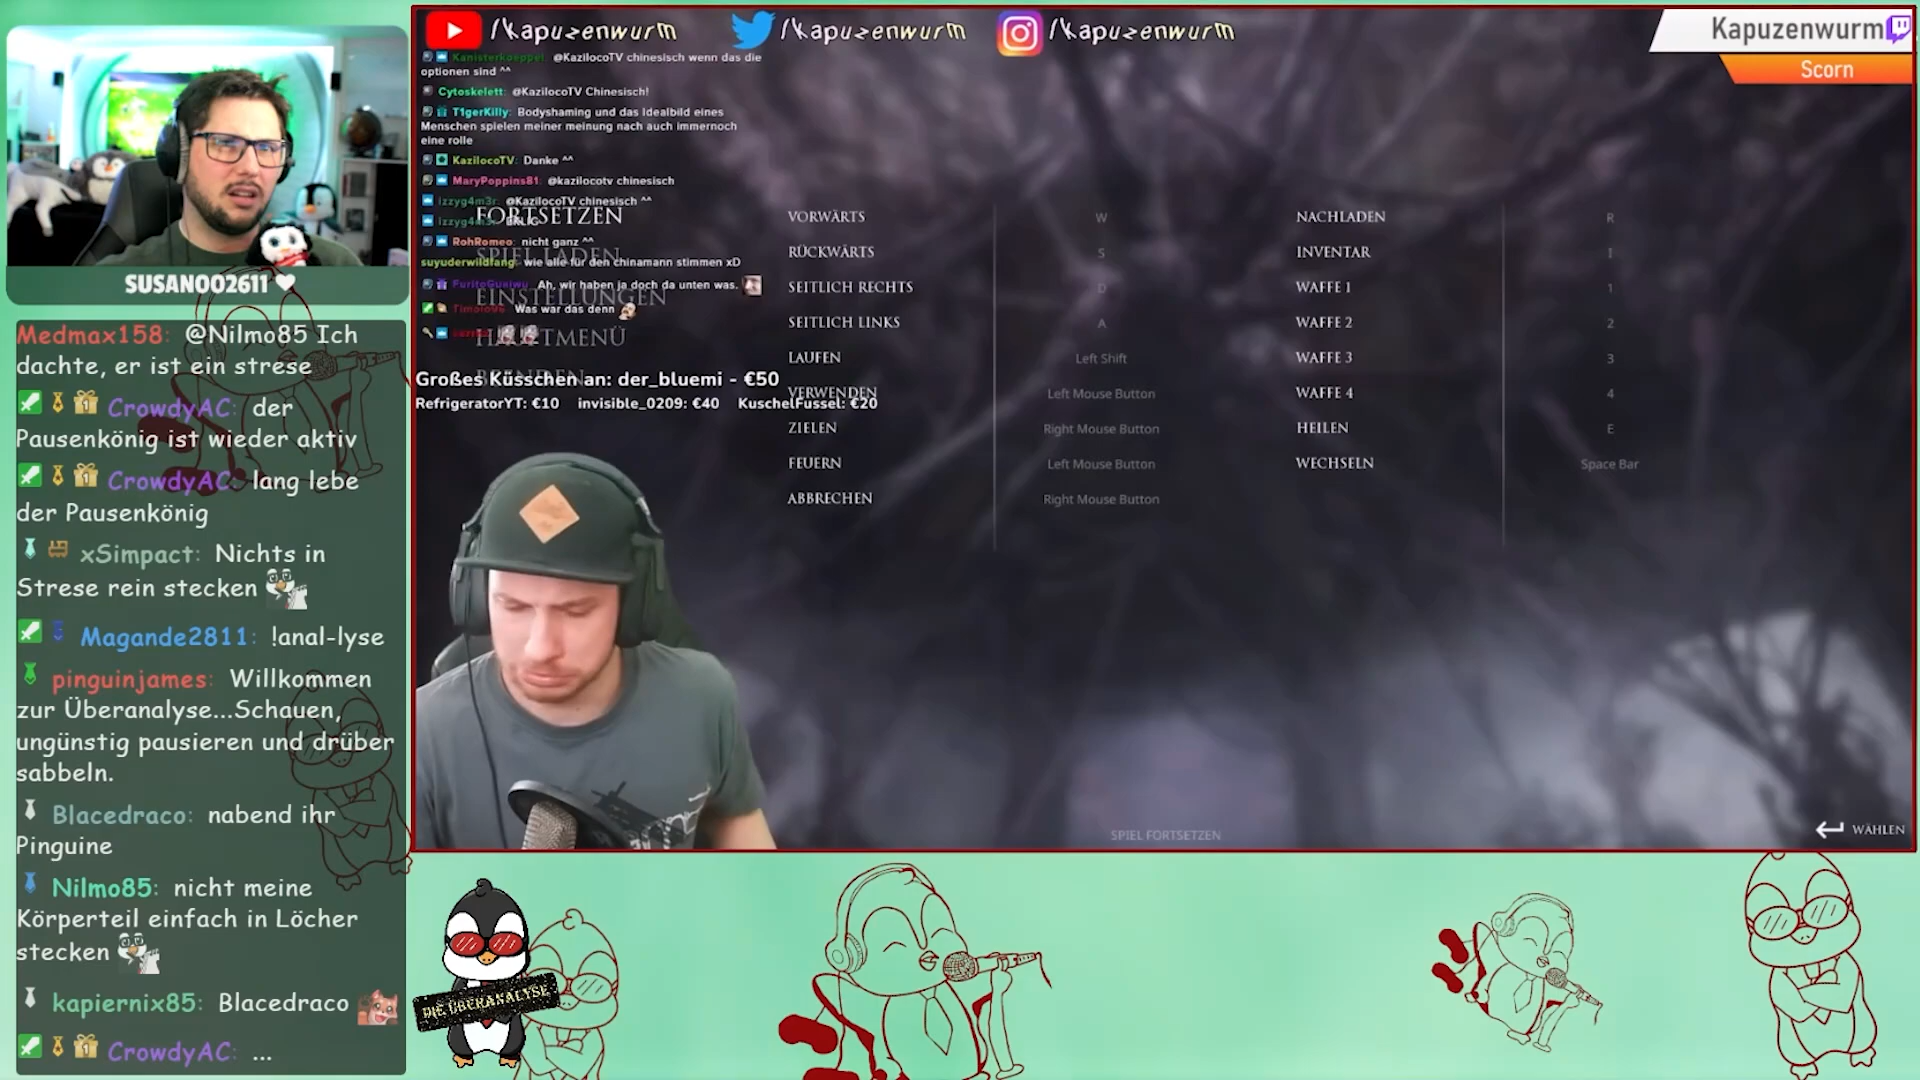 /Kapuzenwurm
/Kapuzenwurm
/Kapuzenwurm
Kapuzenwurm
Scorn
Kanisterkoeppel: @KazilocoTV chinesisch wenn das die
optionen sind ^^
Cytoskelett: @KazilocoTV Chinesisch!
T1gerKilly: Bodyshaming und das Idealbild eines
Menschen spielen meiner meinung nach auch immernoch
eine rolle
KazilocoTV: Danke ^^
MaryPoppins81: @kazilocotv chinesisch
izzyg4m3r: @KazilocoTV chinesisch ^^
izzyg4m3r:
RohRomeo: nicht ganz ^^
suyuderwildfang: wie alle für den chinamann stimmen xD
Ah, wir haben ja doch da unten was.
Was war das denn
FORTSETZEN
SPIEL LADEN
EINSTELLUNGEN
HAUPTMENÜ
BEENDEN
Großes Küsschen an: der_bluemi - €50
RefrigeratorYT: €10 invisible_0209: €40 KuschelFussel: €20
VORWÄRTS W
RÜCKWÄRTS S
SEITLICH RECHTS D
SEITLICH LINKS A
LAUFEN Left Shift
VERWENDEN Left Mouse Button
ZIELEN Right Mouse Button
FEUERN Left Mouse Button
ABBRECHEN Right Mouse Button
NACHLADEN R
INVENTAR I
WAFFE 1 1
WAFFE 2 2
WAFFE 3 3
WAFFE 4 4
HEILEN E
WECHSELN Space Bar
SPIEL FORTSETZEN
WÄHLEN
SUSANOO2611
Medmax158: @Nilmo85 Ich
dachte, er ist ein strese
CrowdyAC: der
Pausenkönig ist wieder aktiv
CrowdyAC: lang lebe
der Pausenkönig
xSimpact: Nichts in
Strese rein stecken
Magande2811: !anal-lyse
pinguinjames: Willkommen
zur Überanalyse...Schauen,
ungünstig pausieren und drüber
sabbeln.
Blacedraco: nabend ihr
Pinguine
Nilmo85: nicht meine
Körperteil einfach in Löcher
stecken
kapiernix85: Blacedraco
CrowdyAC: ...
DIE ÜBERANALYSE